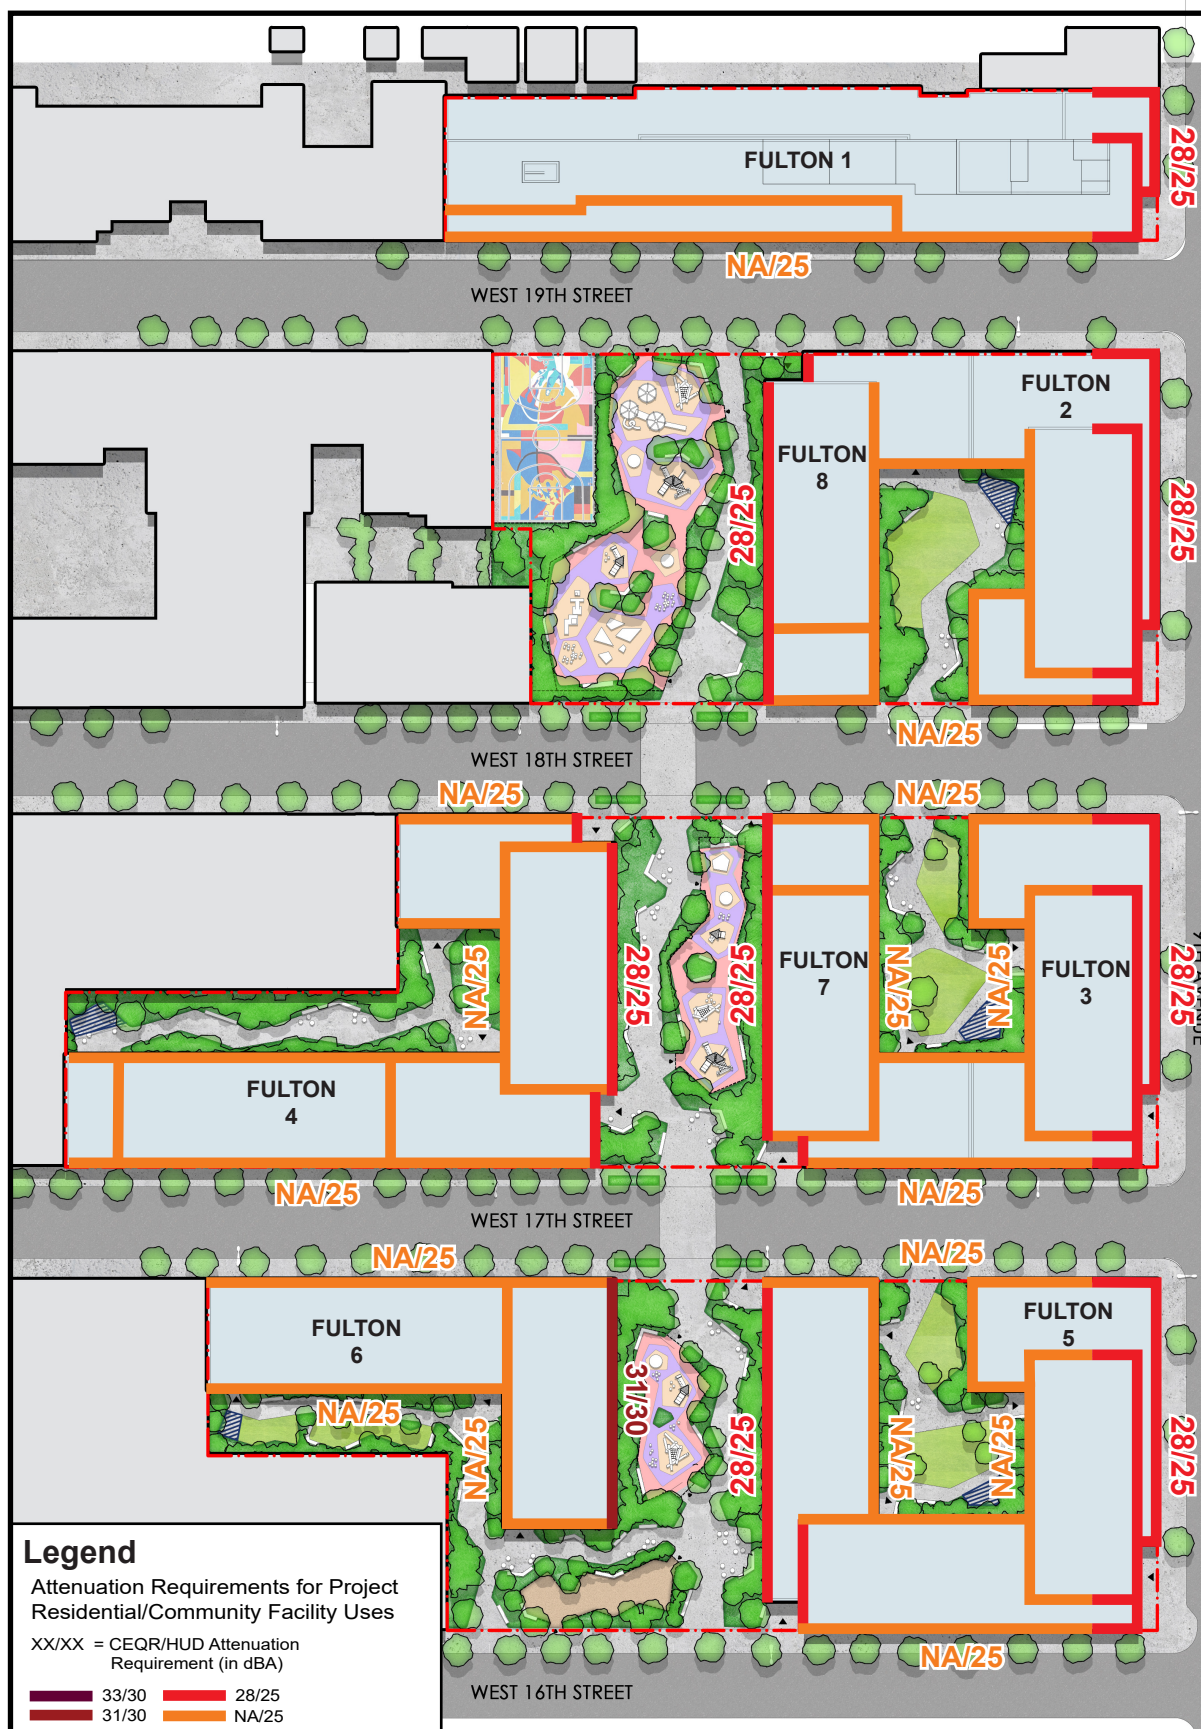 28/25
FULTON 1
NA/25
WEST 19TH STREET
FULTON
2
FULTON
8
28/25
28/25
NA/25
WEST 18TH STREET
NA/25
NA/25
NA/25
28/25
28/25
FULTON
7
NA/25
NA/25
FULTON
3
28/25
FULTON
4
NA/25
NA/25
WEST 17TH STREET
NA/25
NA/25
FULTON
6
FULTON
5
31/30
NA/25
NA/25
28/25
NA/25
NA/25
28/25
Legend
Attenuation Requirements for Project
Residential/Community Facility Uses
XX/XX = CEQR/HUD Attenuation
Requirement (in dBA)
33/30 28/25
31/30 NA/25
NA/25
WEST 16TH STREET